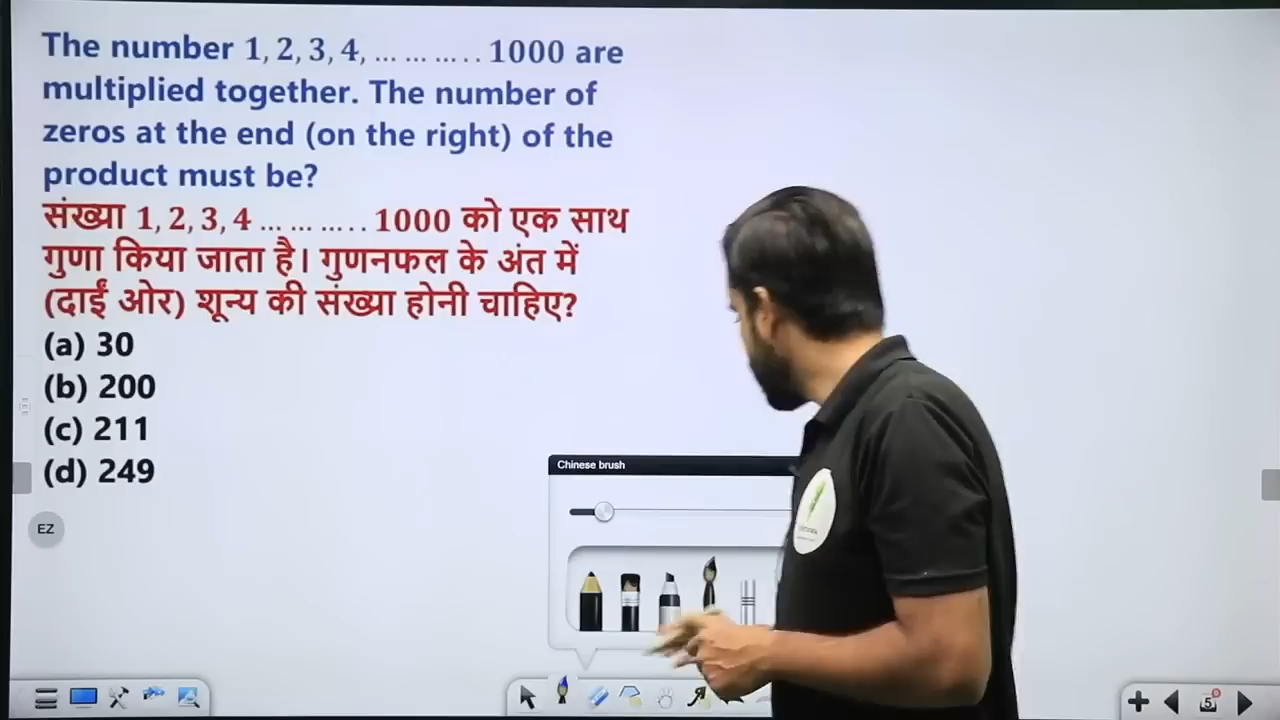 The number 1, 2, 3, 4, ... ... ... . . 1000 are
multiplied together. The number of
zeros at the end (on the right) of the
product must be?
संख्या 1, 2, 3, 4 ... ... ... . . 1000 को एक साथ
गुणा किया जाता है। गुणनफल के अंत में
(दाईं ओर) शून्य की संख्या होनी चाहिए?
(a) 30
(b) 200
(c) 211
(d) 249
EZ
Chinese brush
5